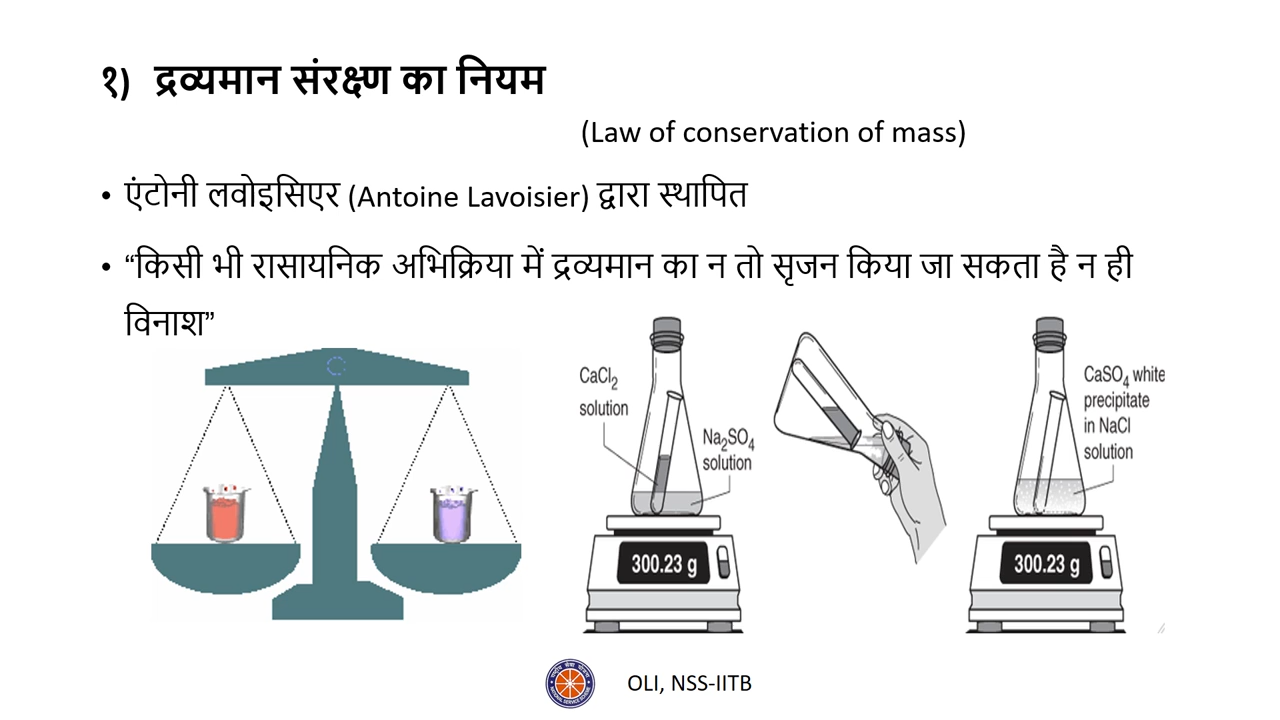 १) द्रव्यमान संरक्ष्ण का नियम
(Law of conservation of mass)
• एंटोनी लवोइसिएर (Antoine Lavoisier) द्वारा स्थापित
• “किसी भी रासायनिक अभिक्रिया में द्रव्यमान का न तो सृजन किया जा सकता है न ही
विनाश”
CaCl₂
solution
Na₂SO₄
solution
300.23 g
CaSO₄ white
precipitate
in NaCl
solution
300.23 g
OLI, NSS-IITB